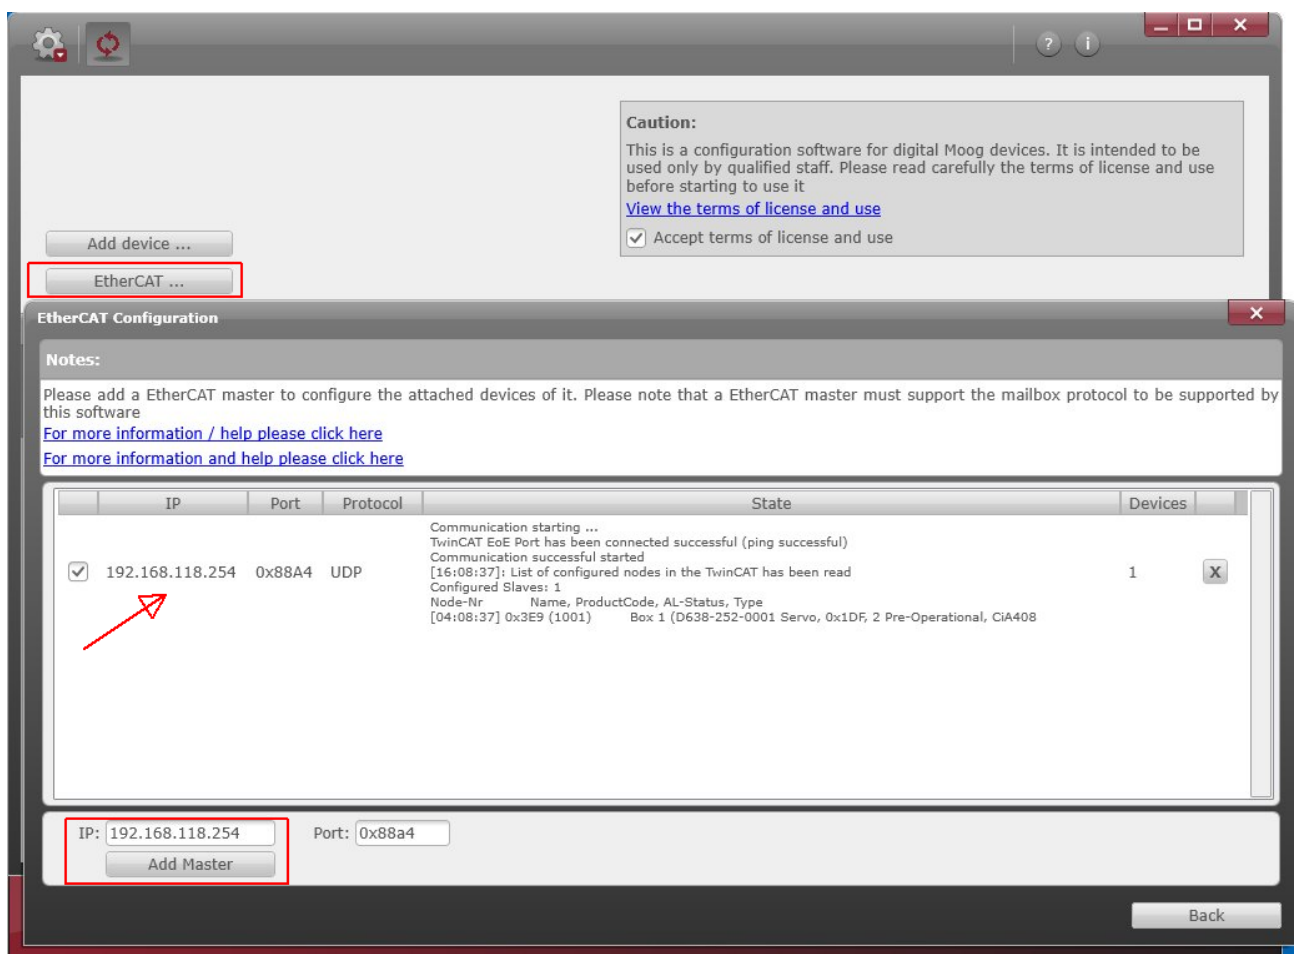 ? i
Caution:
This is a configuration software for digital Moog devices. It is intended to be
used only by qualified staff. Please read carefully the terms of license and use
before starting to use it
View the terms of license and use
Accept terms of license and use
Add device ...
EtherCAT ...
EtherCAT Configuration
Notes:
Please add a EtherCAT master to configure the attached devices of it. Please note that a EtherCAT master must support the mailbox protocol to be supported by
this software
For more information / help please click here
For more information and help please click here
IP Port Protocol State Devices
Communication starting ...
TwinCAT EoE Port has been connected successful (ping successful)
Communication successful started
192.168.118.254 0x88A4 UDP [16:08:37]: List of configured nodes in the TwinCAT has been read 1 X
Configured Slaves: 1
Node-Nr Name, ProductCode, AL-Status, Type
[04:08:37] 0x3E9 (1001) Box 1 (D638-252-0001 Servo, 0x1DF, 2 Pre-Operational, CiA408
IP: 192.168.118.254 Port: 0x88a4
Add Master
Back